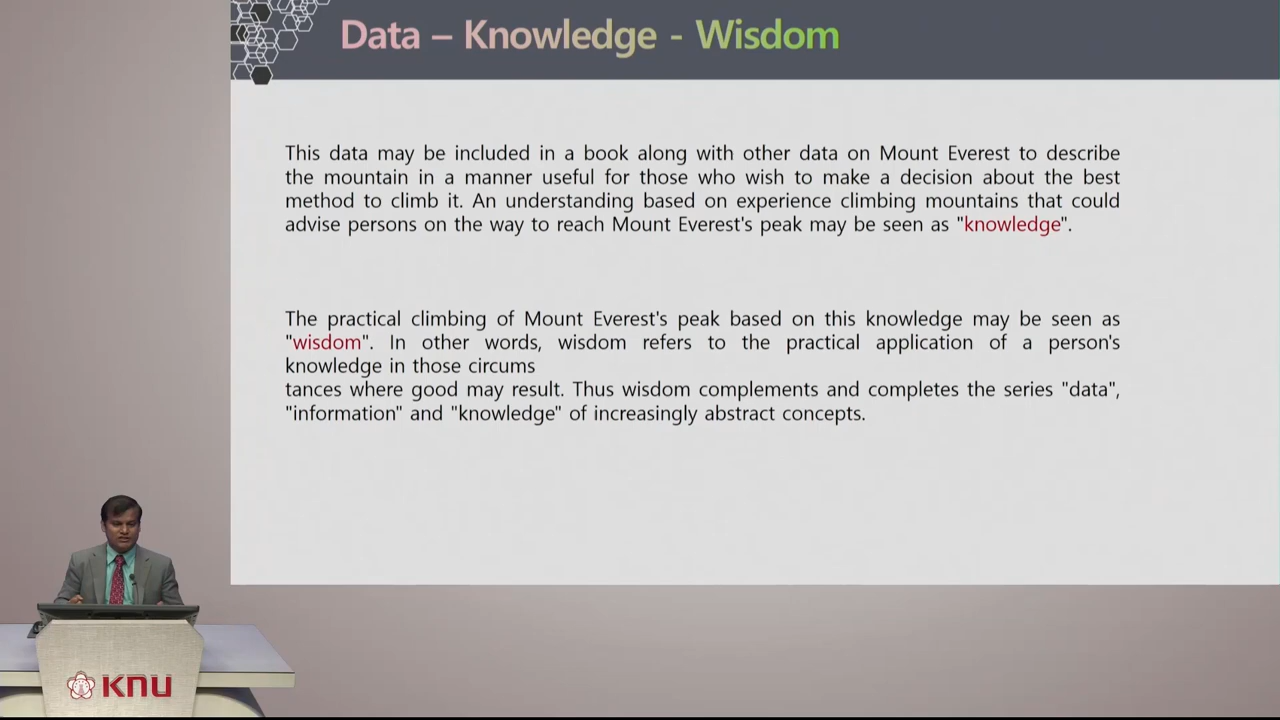 Data – Knowledge - Wisdom
This data may be included in a book along with other data on Mount Everest to describe
the mountain in a manner useful for those who wish to make a decision about the best
method to climb it. An understanding based on experience climbing mountains that could
advise persons on the way to reach Mount Everest's peak may be seen as "knowledge".
The practical climbing of Mount Everest's peak based on this knowledge may be seen as
"wisdom". In other words, wisdom refers to the practical application of a person's
knowledge in those circums
tances where good may result. Thus wisdom complements and completes the series "data",
"information" and "knowledge" of increasingly abstract concepts.
KNU